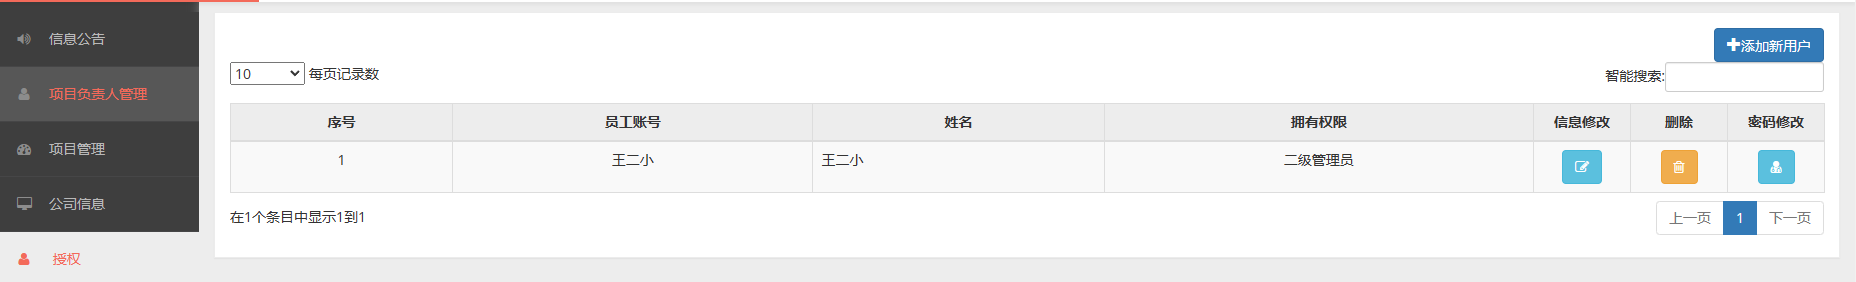 信息公告
项目负责人管理
项目管理
公司信息
授权
添加新用户
10 每页记录数
智能搜索:
序号 员工账号 姓名 拥有权限 信息修改 删除 密码修改
1 王二小 王二小 二级管理员
在1个条目中显示1到1
上一页 1 下一页